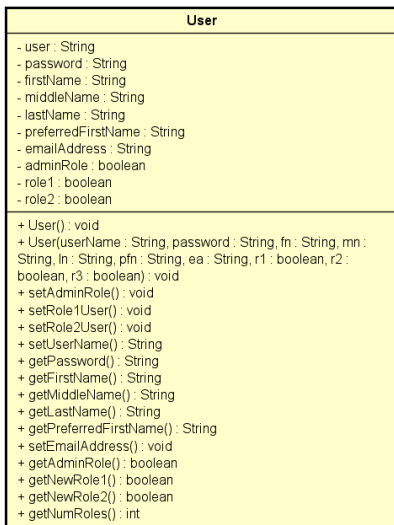 User
- user : String
- password : String
- firstName : String
- middleName : String
- lastName : String
- preferredFirstName : String
- emailAddress : String
- adminRole : boolean
- role1 : boolean
- role2 : boolean
+ User() : void
+ User(userName : String, password : String, fn : String, mn :
String, ln : String, pfn : String, ea : String, r1 : boolean, r2 :
boolean, r3 : boolean) : void
+ setAdminRole() : void
+ setRole1User() : void
+ setRole2User() : void
+ setUserName() : String
+ getPassword() : String
+ getFirstName() : String
+ getMiddleName() : String
+ getLastName() : String
+ getPreferredFirstName() : String
+ setEmailAddress() : void
+ getAdminRole() : boolean
+ getNewRole1() : boolean
+ getNewRole2() : boolean
+ getNumRoles() : int